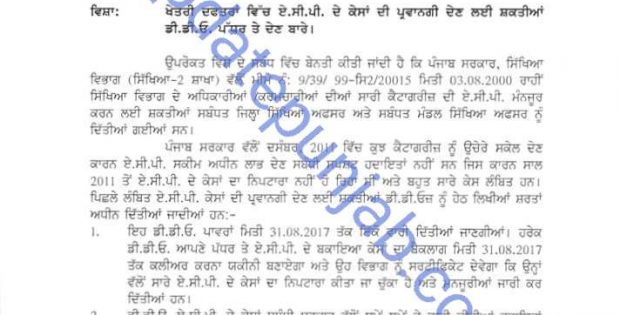 ਵਿਸ਼ਾ: ਖੇਤਰੀ ਦਫਤਰਾਂ ਵਿੱਚ ਏ.ਸੀ.ਪੀ. ਦੇ ਕੇਸਾਂ ਦੀ ਪ੍ਰਵਾਨਗੀ ਦੇਣ ਲਈ ਸ਼ਕਤੀਆਂ
ਡੀ.ਡੀ.ਓ. ਪੱਧਰ ਤੇ ਦੇਣ ਬਾਰੇ।
ਉਪਰੋਕਤ ਵਿਸ਼ੇ ਦੇ ਸਬੰਧ ਵਿੱਚ ਬੇਨਤੀ ਕੀਤੀ ਜਾਂਦੀ ਹੈ ਕਿ ਪੰਜਾਬ ਸਰਕਾਰ, ਸਿੱਖਿਆ
ਵਿਭਾਗ (ਸਿੱਖਿਆ-2 ਸ਼ਾਖਾ) ਵੱਲੋਂ ਮੀਮੋ ਨੰ: 9/39/ 99-ਸਿ2/20015 ਮਿਤੀ 03.08.2000 ਰਾਹੀਂ
ਸਿੱਖਿਆ ਵਿਭਾਗ ਦੇ ਅਧਿਕਾਰੀਆਂ /ਕਰਮਚਾਰੀਆਂ ਦੀਆਂ ਸਾਰੀ ਕੈਟਾਗਰੀਜ਼ ਦੀ ਏ.ਸੀ.ਪੀ. ਮੰਨਜੂਰ
ਕਰਨ ਲਈ ਸ਼ਕਤੀਆਂ ਸਬੰਧਤ ਜਿਲ੍ਹਾ ਸਿੱਖਿਆ ਅਫਸਰ ਅਤੇ ਸਬੰਧਤ ਮੰਡਲ ਸਿੱਖਿਆ ਅਫਸਰ ਨੂੰ
ਦਿੱਤੀਆਂ ਗਈਆਂ ਸਨ।
ਪੰਜਾਬ ਸਰਕਾਰ ਵੱਲੋਂ ਦਸੰਬਰ, 2011 ਵਿੱਚ ਕੁਝ ਕੈਟਾਗਰੀਜ਼ ਨੂੰ ਉਚੇਰੇ ਸਕੇਲ ਦੇਣ
ਕਾਰਨ ਏ.ਸੀ.ਪੀ. ਸਕੀਮ ਅਧੀਨ ਲਾਭ ਦੇਣ ਸਬੰਧੀ ਸਪੱਸ਼ਟ ਹਦਾਇਤਾਂ ਨਹੀਂ ਸਨ ਜਿਸ ਕਾਰਨ ਸਾਲ
2011 ਤੋਂ ਏ.ਸੀ.ਪੀ. ਦੇ ਕੇਸਾਂ ਦਾ ਨਿਪਟਾਰਾ ਨਹੀਂ ਹੋ ਰਿਹਾ ਸੀ ਅਤੇ ਬਹੁਤ ਸਾਰੇ ਕੇਸ ਲੰਬਿਤ ਹਨ।
ਪਿਛਲੇ ਲੰਬਿਤ ਏ.ਸੀ.ਪੀ. ਕੇਸਾਂ ਦੀ ਪ੍ਰਵਾਨਗੀ ਦੇਣ ਲਈ ਸ਼ਕਤੀਆਂ ਡੀ.ਡੀ.ਓਜ਼ ਨੂੰ ਹੇਠ ਲਿਖੀਆਂ ਸ਼ਰਤਾਂ
ਅਧੀਨ ਦਿੱਤੀਆਂ ਜਾਂਦੀਆਂ ਹਨ:-
1. ਇਹ ਡੀ.ਡੀ.ਓ. ਪਾਵਰਾਂ ਮਿਤੀ 31.08.2017 ਤੱਕ ਇਕੋ ਵਾਰੀ ਦਿੱਤੀਆਂ ਜਾਣਗੀਆਂ। ਹਰੇਕ
ਡੀ.ਡੀ.ਓ. ਆਪਣੇ ਪੱਧਰ ਤੇ ਏ.ਸੀ.ਪੀ. ਦੇ ਬਕਾਇਆ ਕੇਸਾਂ ਦਾ ਬੈਕਲਾਗ ਮਿਤੀ 31.08.2017
ਤੱਕ ਕਲੀਅਰ ਕਰਨਾ ਯਕੀਨੀ ਬਣਾਏਗਾ ਅਤੇ ਉਹ ਵਿਭਾਗ ਨੂੰ ਸਰਟੀਫਿਕੇਟ ਦੇਵੇਗਾ ਕਿ ਉਨ੍ਹਾਂ
ਵੱਲੋਂ ਸਾਰੇ ਏ.ਸੀ.ਪੀ. ਦੇ ਕੇਸਾਂ ਦਾ ਨਿਪਟਾਰਾ ਕੀਤਾ ਜਾ ਚੁੱਕਾ ਹੈ ਅਤੇ ਮੰਨਜੂਰੀਆਂ ਜਾਰੀ ਕਰ
ਦਿੱਤੀਆਂ ਹਨ।